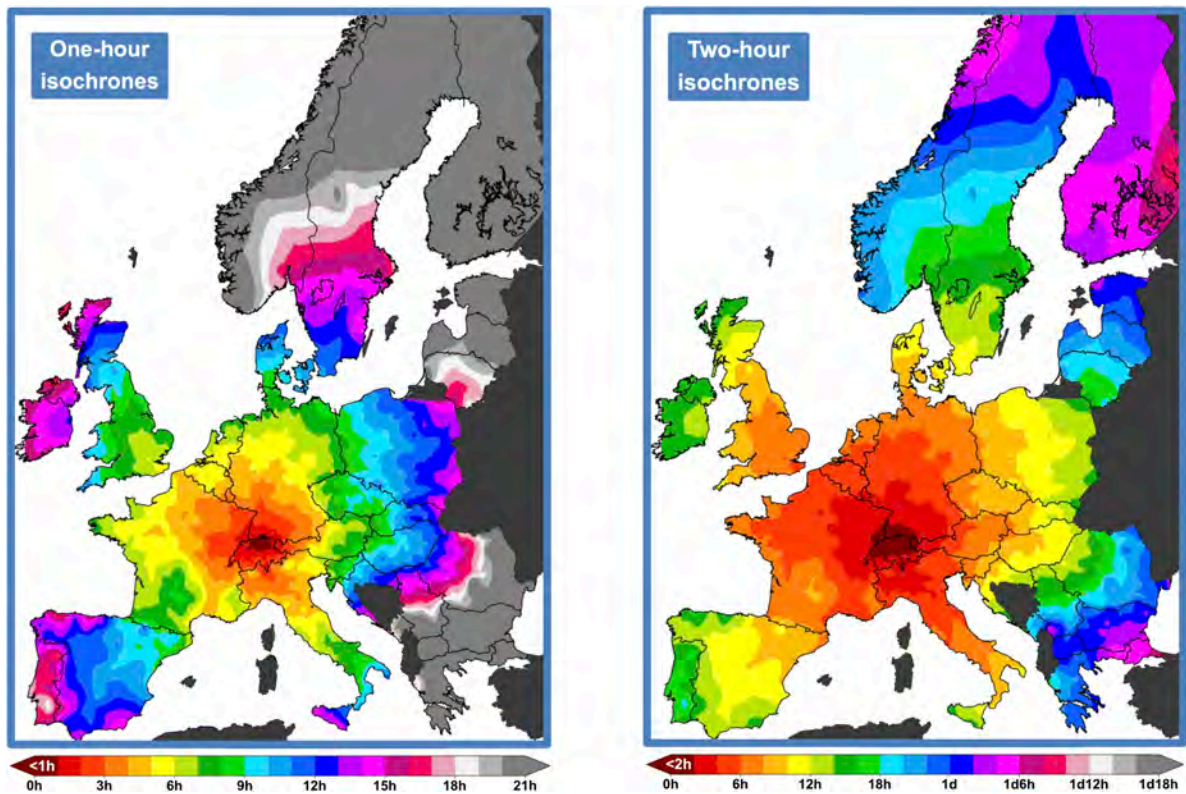 One-hour
isochrones
Two-hour
isochrones
<1h
0h 3h 6h 9h 12h 15h 18h 21h
<2h
0h 6h 12h 18h 1d 1d6h 1d12h 1d18h